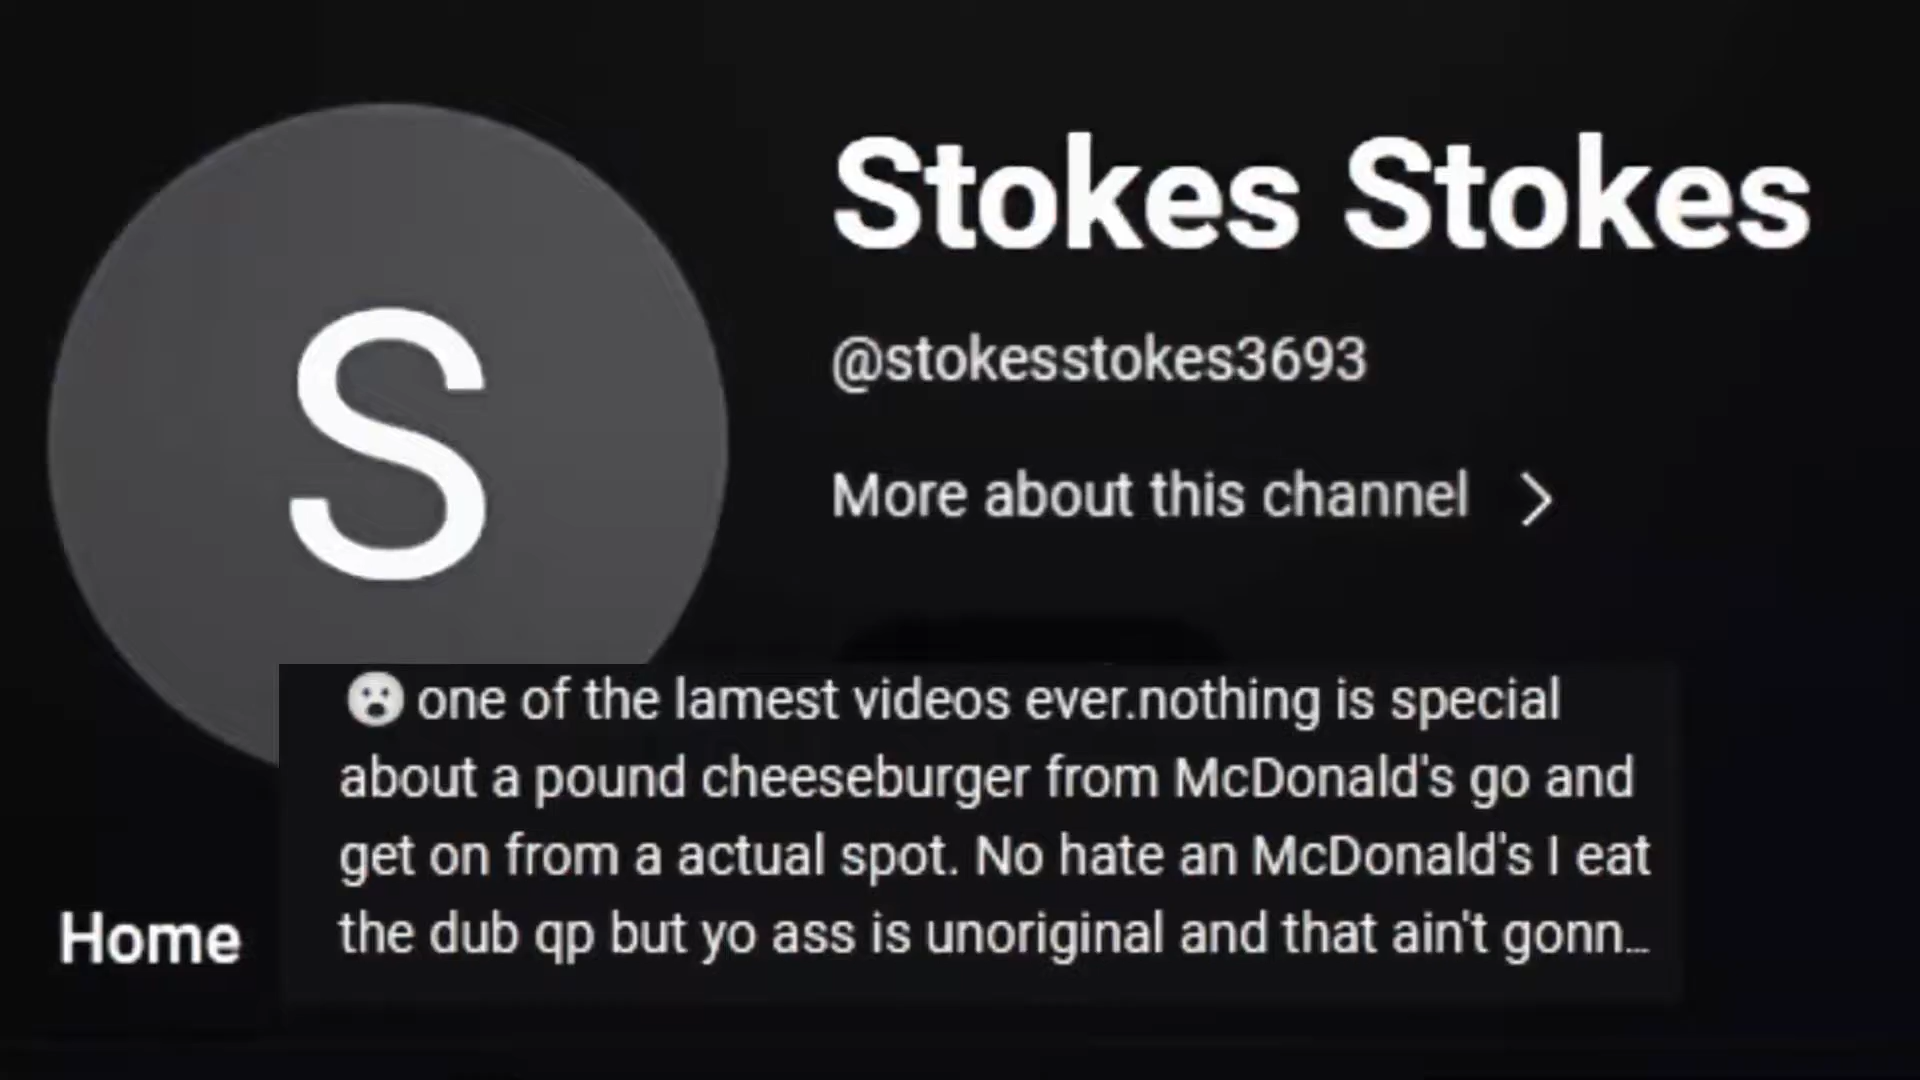 S
Stokes Stokes
@stokesstokes3693
More about this channel
😮 one of the lamest videos ever.nothing is special
about a pound cheeseburger from McDonald's go and
get on from a actual spot. No hate an McDonald's I eat
the dub qp but yo ass is unoriginal and that ain't gonn...
Home